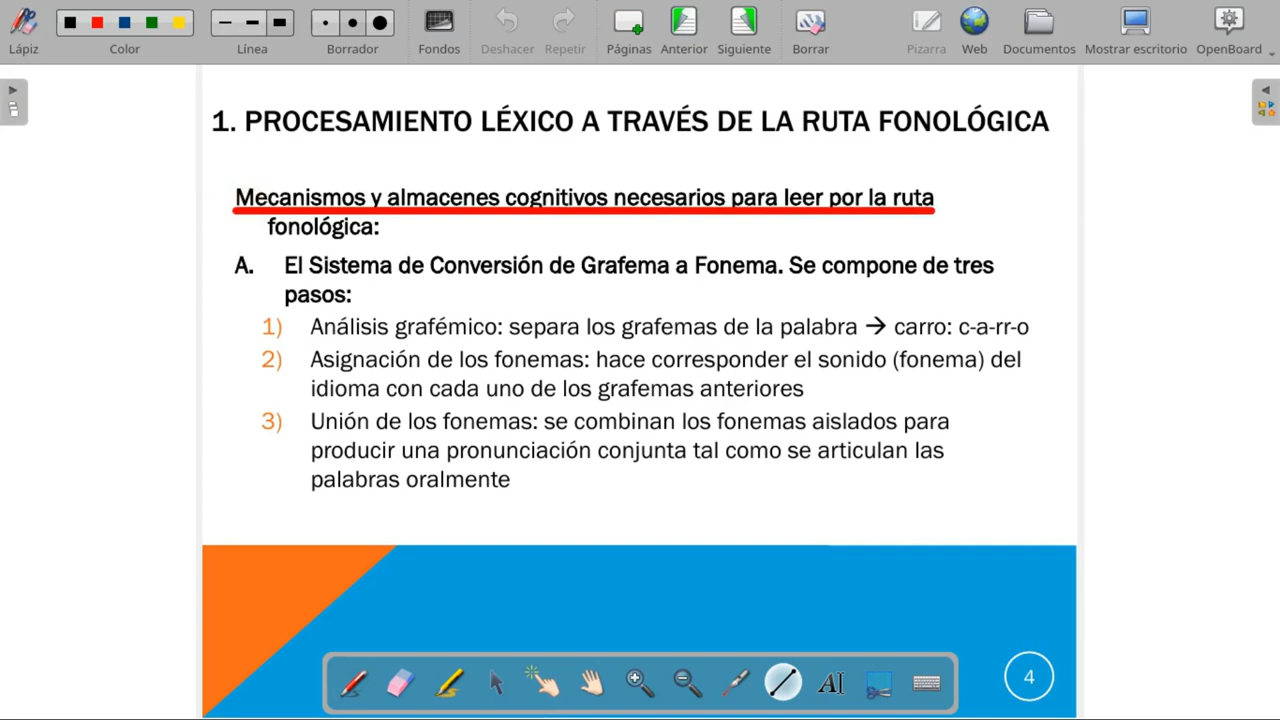 Lápiz Color Línea Borrador Fondos Deshacer Repetir Páginas Anterior Siguiente Borrar Pizarra Web Documentos Mostrar escritorio OpenBoard
1. PROCESAMIENTO LÉXICO A TRAVÉS DE LA RUTA FONOLÓGICA
Mecanismos y almacenes cognitivos necesarios para leer por la ruta
fonológica:
A. El Sistema de Conversión de Grafema a Fonema. Se compone de tres
pasos:
1) Análisis grafémico: separa los grafemas de la palabra → carro: c-a-rr-o
2) Asignación de los fonemas: hace corresponder el sonido (fonema) del
idioma con cada uno de los grafemas anteriores
3) Unión de los fonemas: se combinan los fonemas aislados para
producir una pronunciación conjunta tal como se articulan las
palabras oralmente
AI
4